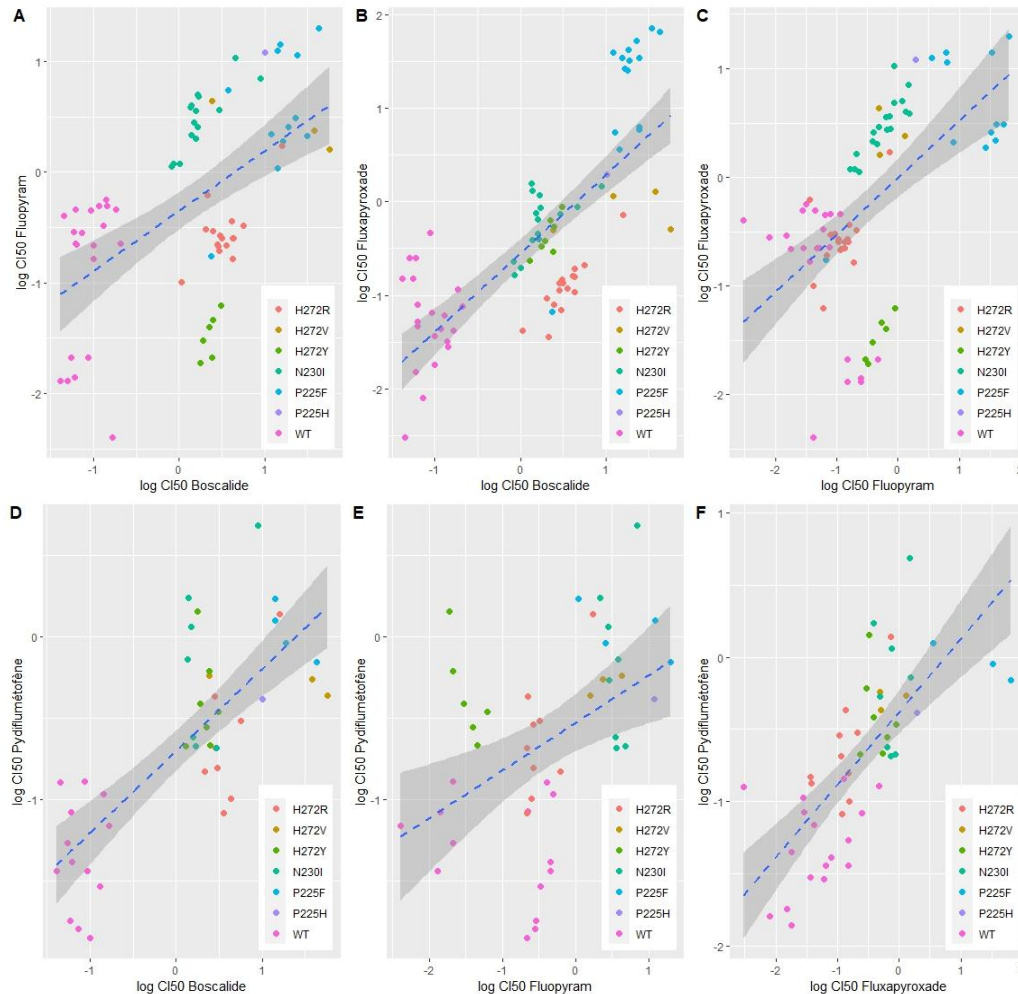 A
log CI50 Fluopyram
1
0
-1
-2
-1
0
1
log CI50 Boscalide
H272R
H272V
H272Y
N230I
P225F
P225H
WT
B
log CI50 Fluxapyroxade
2
1
0
-1
-2
-1
0
1
log CI50 Boscalide
H272R
H272V
H272Y
N230I
P225F
P225H
WT
C
log CI50 Fluxapyroxade
1
0
-1
-2
-2
-1
0
1
2
log CI50 Fluopyram
H272R
H272V
H272Y
N230I
P225F
P225H
WT
D
log CI50 Pydiflumétofène
0
-1
-1
0
1
log CI50 Boscalide
H272R
H272V
H272Y
N230I
P225F
P225H
WT
E
log CI50 Pydiflumétofène
0
-1
-2
-1
0
1
log CI50 Fluopyram
H272R
H272V
H272Y
N230I
P225F
P225H
WT
F
log CI50 Pydiflumétofène
1
0
-1
-2
-2
-1
0
1
log CI50 Fluxapyroxade
H272R
H272V
H272Y
N230I
P225F
P225H
WT